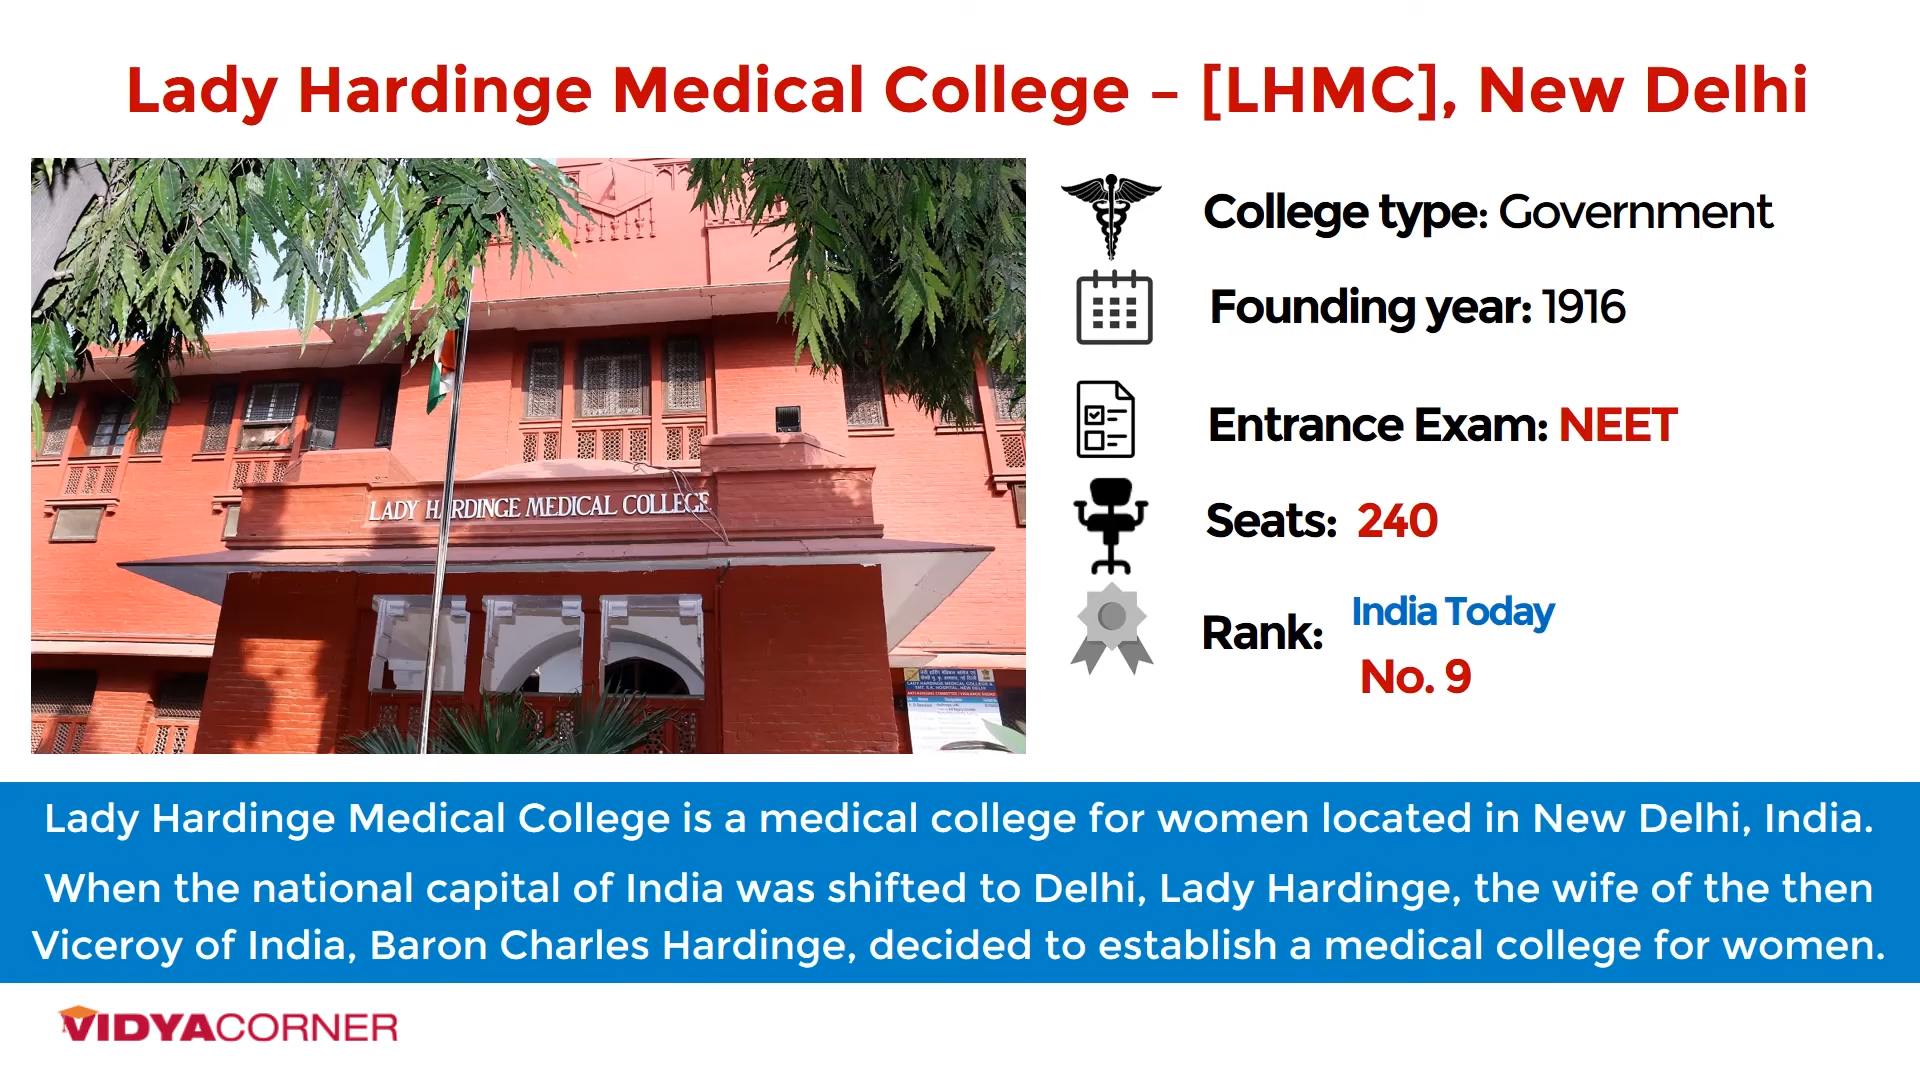 Lady Hardinge Medical College – [LHMC], New Delhi
LADY HARDINGE MEDICAL COLLEGE
College type: Government
Founding year: 1916
Entrance Exam: NEET
Seats: 240
Rank: India Today
No. 9
Lady Hardinge Medical College is a medical college for women located in New Delhi, India.
When the national capital of India was shifted to Delhi, Lady Hardinge, the wife of the then
Viceroy of India, Baron Charles Hardinge, decided to establish a medical college for women.
VIDYACORNER